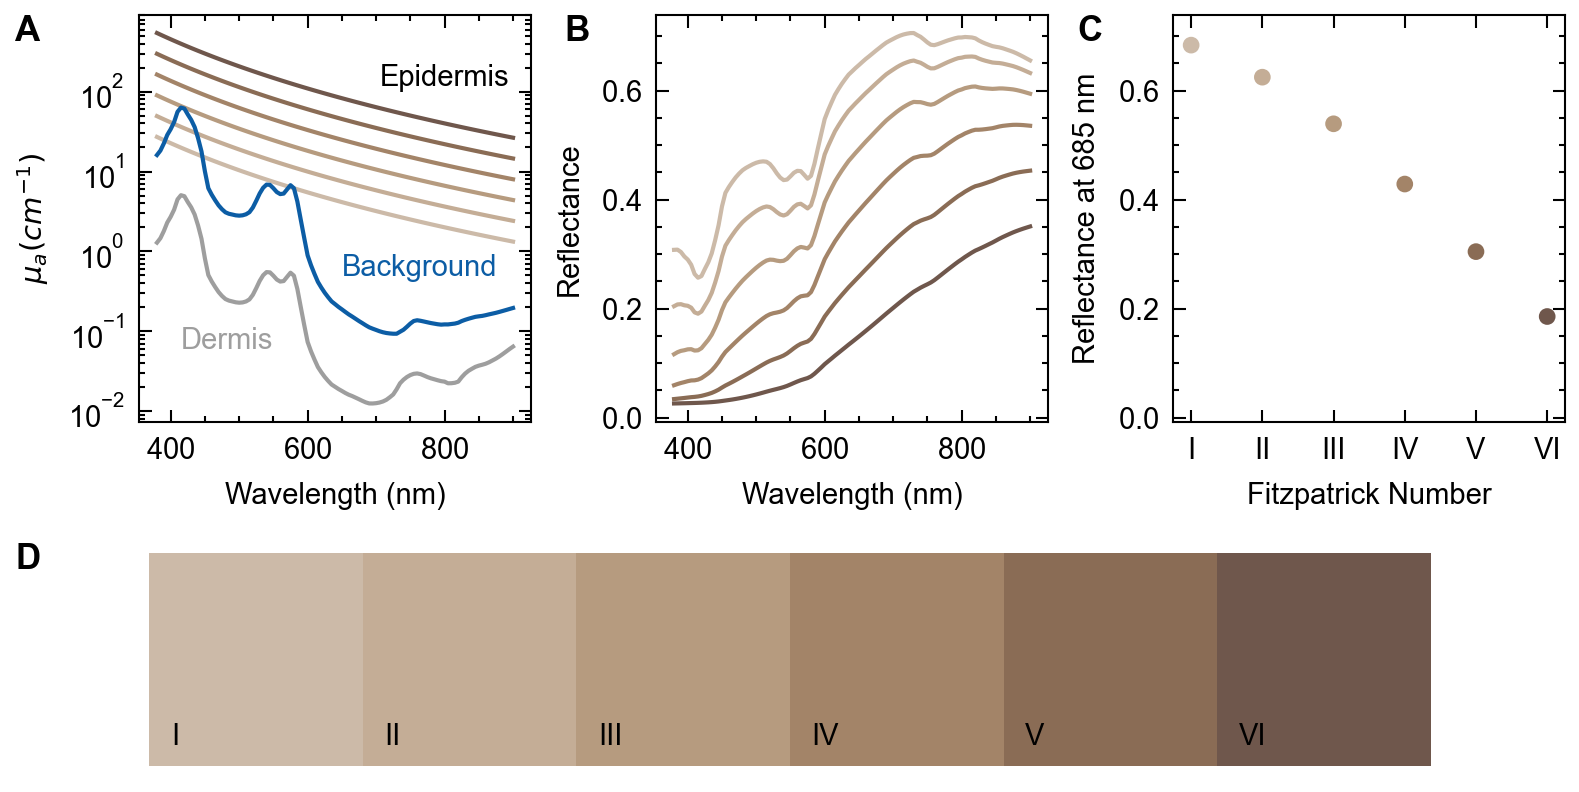 A
10²
10¹
10⁰
10⁻¹
10⁻²
μₐ (cm⁻¹)
Epidermis
Background
Dermis
400 600 800
Wavelength (nm)
B
0.6
0.4
0.2
0.0
Reflectance
400 600 800
Wavelength (nm)
C
0.6
0.4
0.2
0.0
Reflectance at 685 nm
I II III IV V VI
Fitzpatrick Number
D
I II III IV V VI